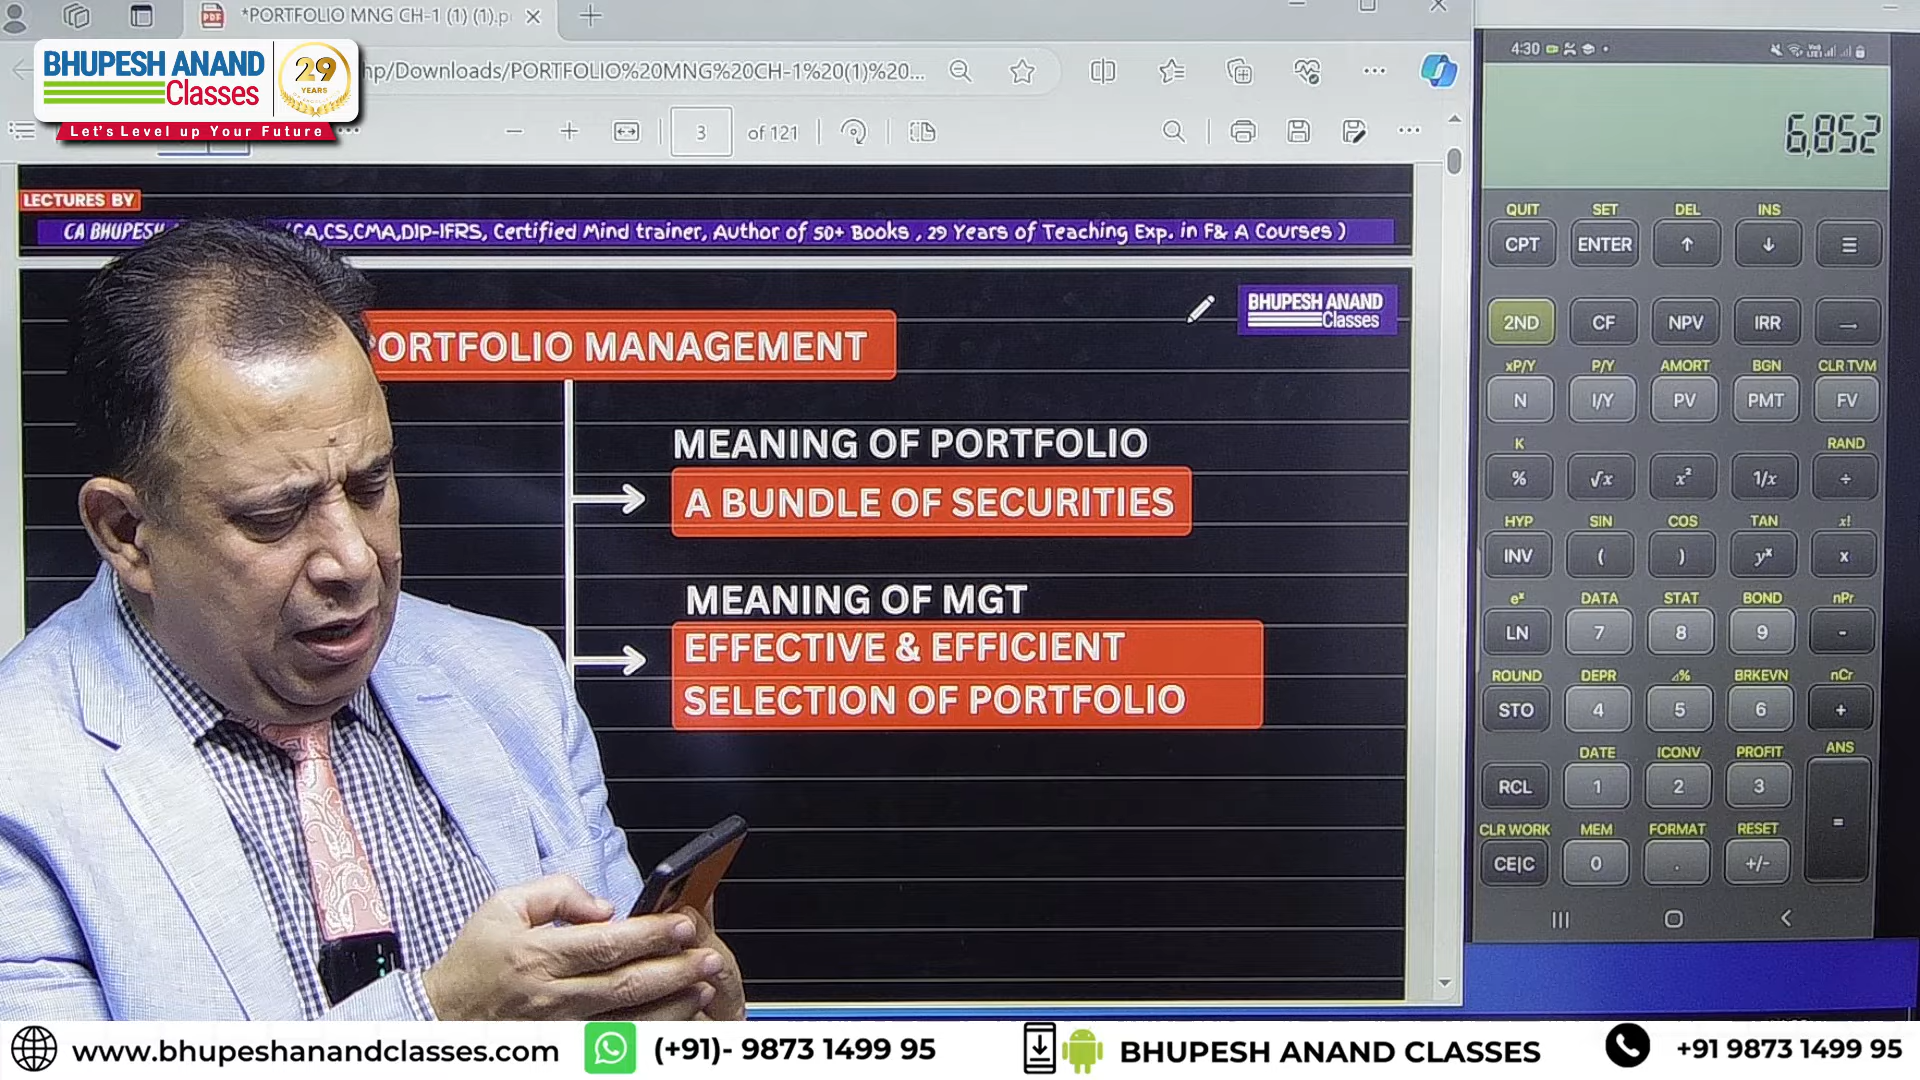 *PORTFOLIO MNG CH-1 (1) (1).p
BHUPESH ANAND
Classes
29
YEARS
Let's Level up Your Future
hp/Downloads/PORTFOLIO%20MNG%20CH-1%20(1)%20...
3 of 121
LECTURES BY
CA BHUPESH (CA,CS,CMA,DIP-IFRS, Certified Mind trainer, Author of 50+ Books , 29 Years of Teaching Exp. in F& A Courses )
BHUPESH ANAND
Classes
PORTFOLIO MANAGEMENT
MEANING OF PORTFOLIO
A BUNDLE OF SECURITIES
MEANING OF MGT
EFFECTIVE & EFFICIENT
SELECTION OF PORTFOLIO
4:30
6,852
QUIT SET DEL INS
CPT ENTER ↑ ↓ ☰
2ND CF NPV IRR →
xP/Y P/Y AMORT BGN CLR TVM
N I/Y PV PMT FV
K RAND
% √x x² 1/x ÷
HYP SIN COS TAN x!
INV ( ) yˣ x
eˣ DATA STAT BOND nPr
LN 7 8 9 -
ROUND DEPR ⊿% BRKEVN nCr
STO 4 5 6 +
DATE ICONV PROFIT ANS
RCL 1 2 3 =
CLR WORK MEM FORMAT RESET
CE|C 0 . +/-
www.bhupeshanandclasses.com (+91)- 9873 1499 95 BHUPESH ANAND CLASSES +91 9873 1499 95